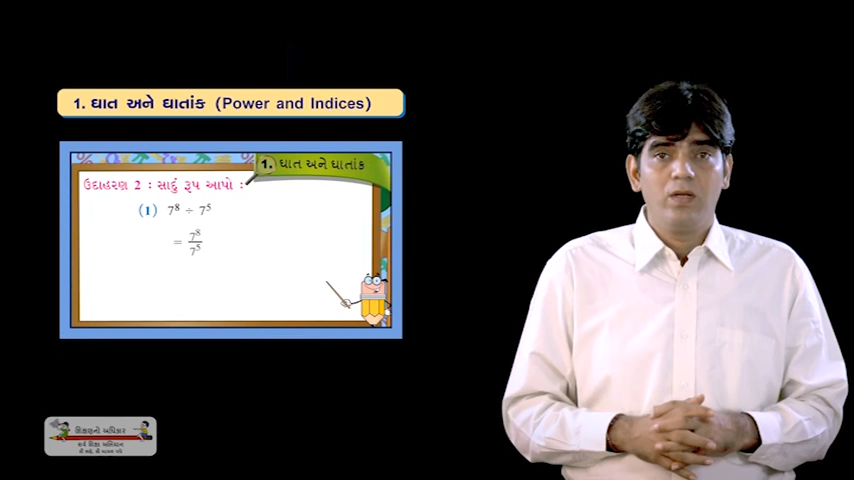 1. ઘાત અને ઘાતાંક (Power and Indices)
1. ઘાત અને ઘાતાંક
ઉદાહરણ 2 : સાદું રૂપ આપો :
(1) 7⁸ ÷ 7⁵
= 7⁸/7⁵
શિક્ષણનો અધિકાર
સર્વ શિક્ષા અભિયાન